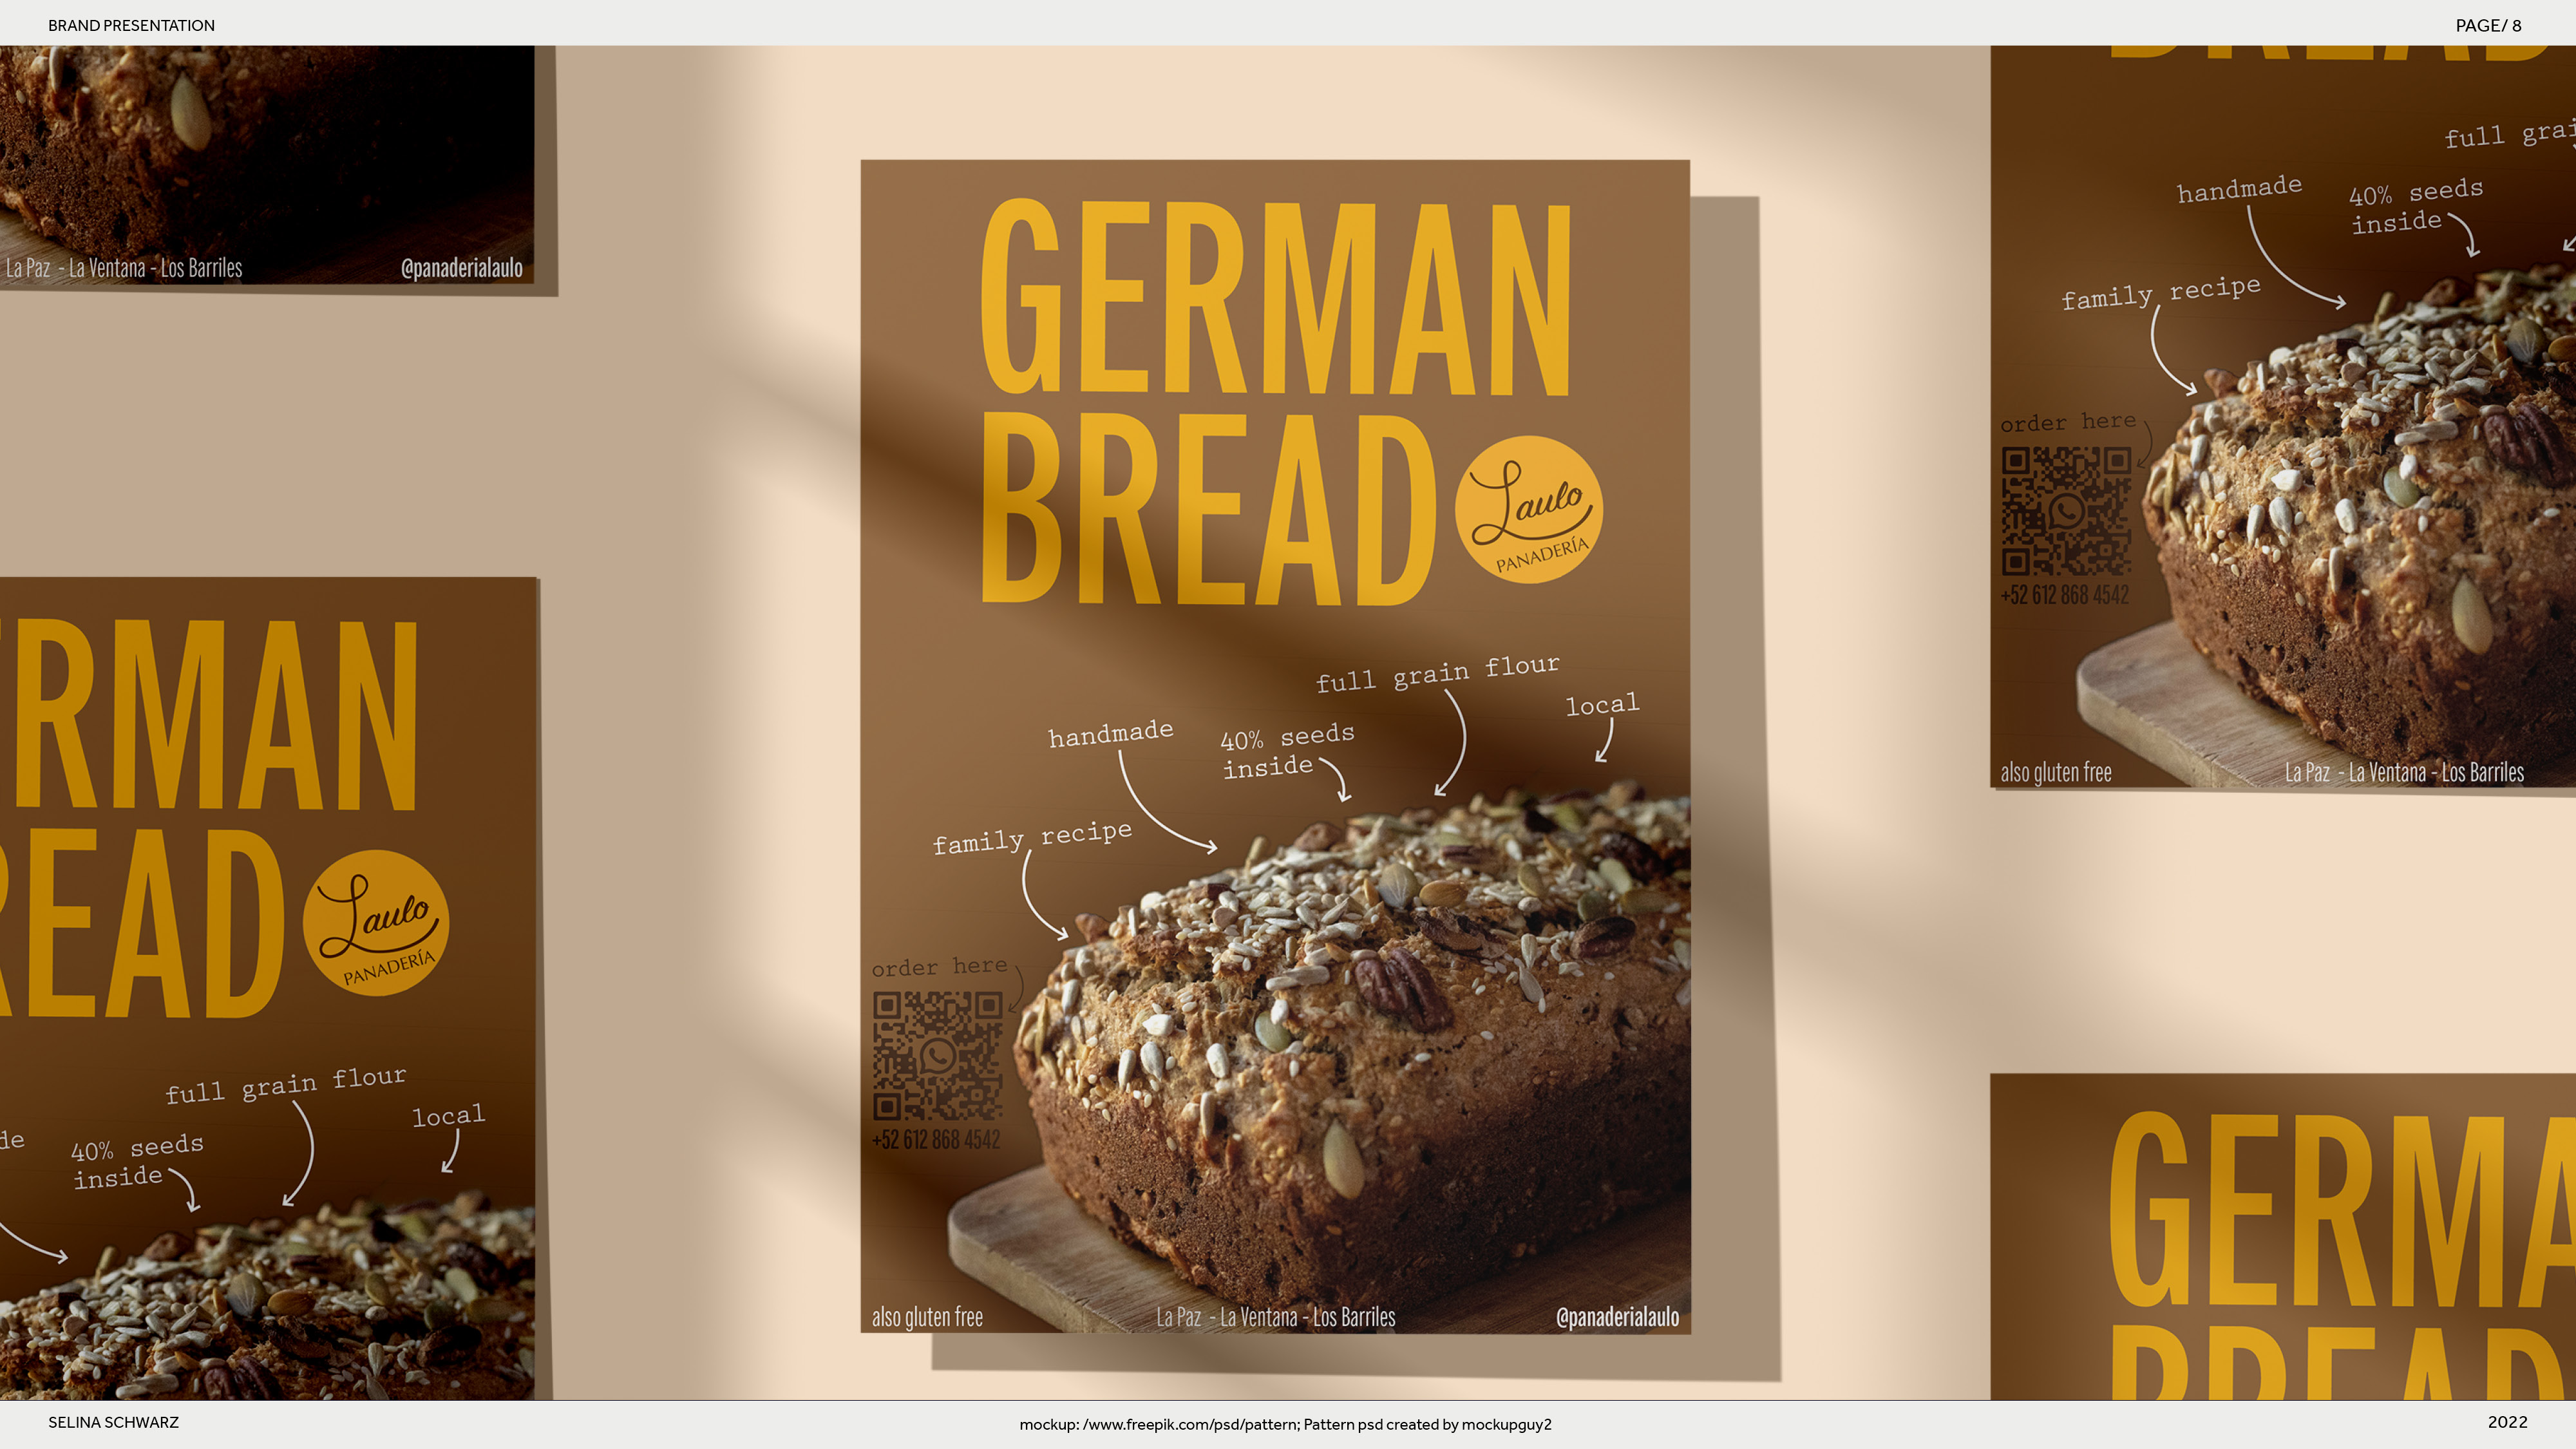 BRAND PRESENTATION
PAGE/ 8
La Paz - La Ventana - Los Barriles
@panaderialaulo
RMAN
EAD
Laulo
PANADERÍA
full grain flour
local
40% seeds
inside
GERMAN
BREAD
Laulo
PANADERÍA
full grain flour
local
handmade
40% seeds
inside
family recipe
order here
+52 612 868 4542
also gluten free
La Paz - La Ventana - Los Barriles
@panaderialaulo
BREAD
full grai
handmade
40% seeds
inside
family recipe
order here
+52 612 868 4542
also gluten free
La Paz - La Ventana - Los Barriles
GERMA
BREAD
SELINA SCHWARZ
mockup: /www.freepik.com/psd/pattern; Pattern psd created by mockupguy2
2022